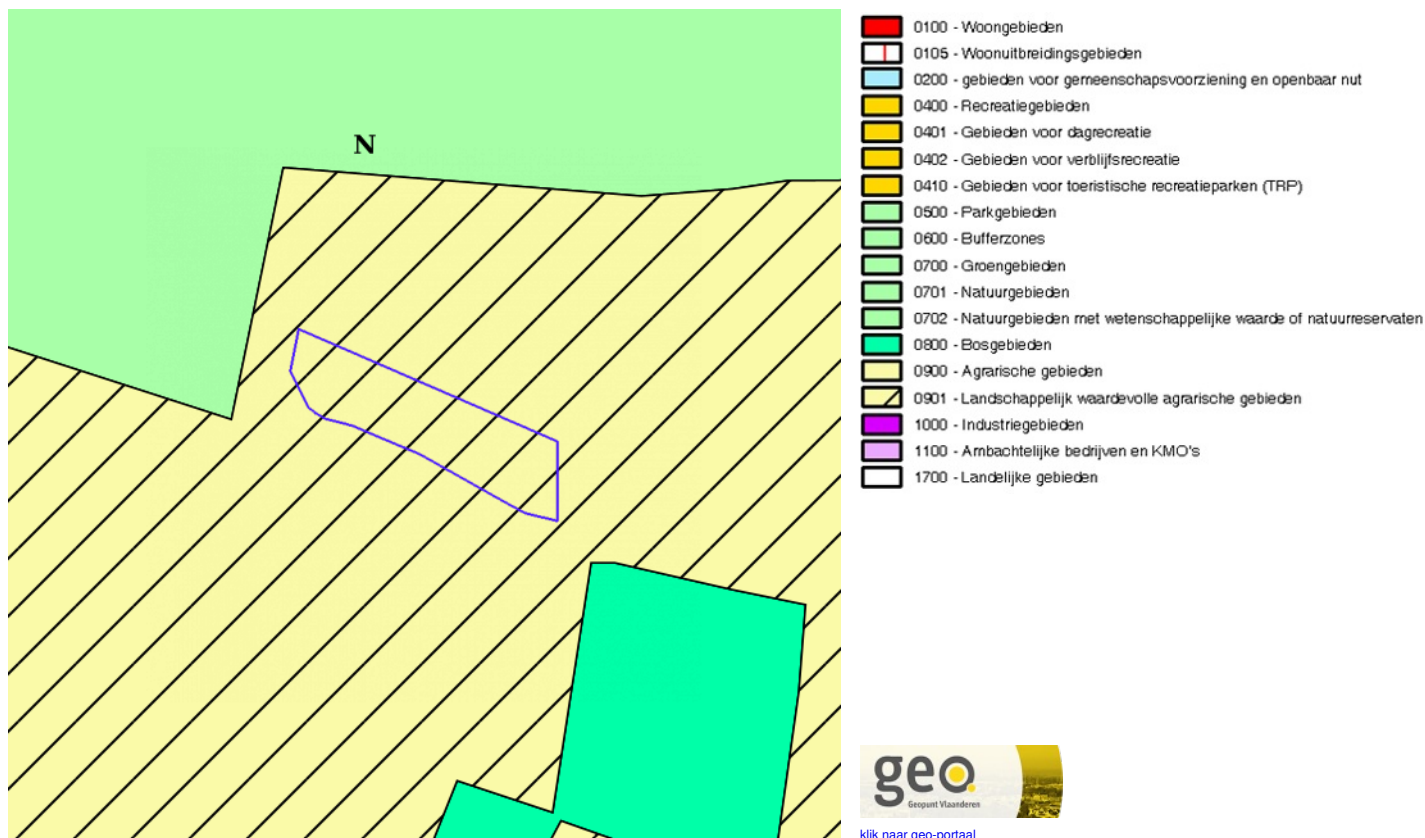 N
0100 - Woongebieden
0105 - Woonuitbreidingsgebieden
0200 - gebieden voor gemeenschapsvoorziening en openbaar nut
0400 - Recreatiegebieden
0401 - Gebieden voor dagrecreatie
0402 - Gebieden voor verblijfsrecreatie
0410 - Gebieden voor toeristische recreatieparken (TRP)
0500 - Parkgebieden
0600 - Bufferzones
0700 - Groengebieden
0701 - Natuurgebieden
0702 - Natuurgebieden met wetenschappelijke waarde of natuurreservaten
0800 - Bosgebieden
0900 - Agrarische gebieden
0901 - Landschappelijk waardevolle agrarische gebieden
1000 - Industriegebieden
1100 - Ambachtelijke bedrijven en KMO's
1700 - Landelijke gebieden
geo
Geopunt Vlaanderen
klik naar geo-portaal